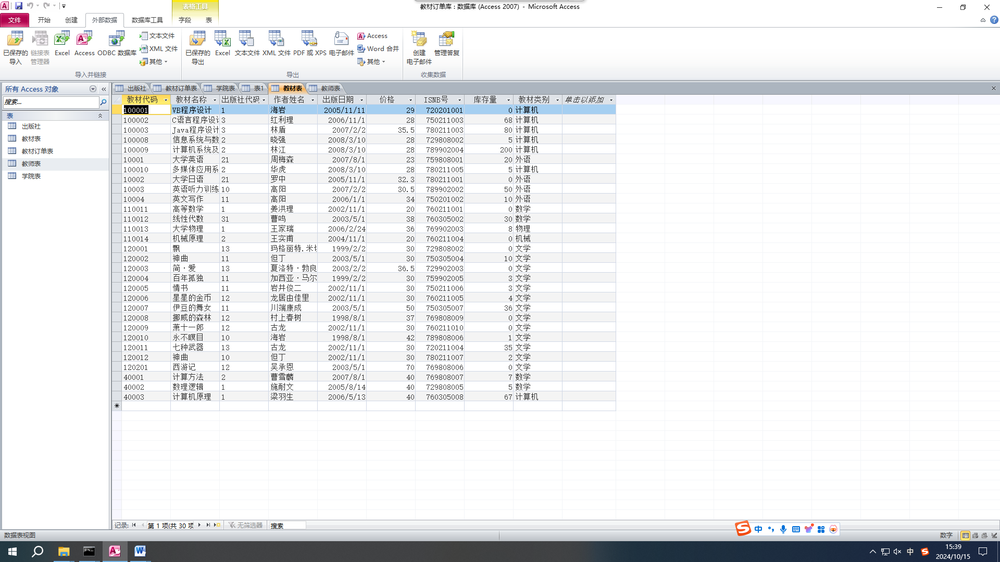 表格工具
教材订单库 : 数据库 (Access 2007) - Microsoft Access
文件 开始 创建 外部数据 数据库工具 字段 表
已保存的导入 链接表管理器 Excel Access ODBC 数据库 文本文件 XML 文件 其他
导入并链接
已保存的导出 Excel 文本文件 XML 文件 PDF 或 XPS 电子邮件 Access Word 合并 其他
导出
创建电子邮件 管理答复
收集数据
所有 Access 对象
搜索...
表
出版社
教材表
教材订单表
教师表
学院表
出版社 教材订单表 学院表 表1 教材表 教师表
教材代码 教材名称 出版社代码 作者姓名 出版日期 价格 ISNB号 库存量 教材类别 单击以添加
100001 VB程序设计 1 海岩 2005/11/11 29 720201001 0 计算机
100002 C语言程序设 3 红利理 2006/11/1 28 750211003 68 计算机
100003 Java程序设计 3 林盾 2007/2/2 35.5 780211003 80 计算机
100008 信息系统与数 2 晓强 2008/3/10 28 729808002 5 计算机
100009 计算机系统及 2 林江 2008/3/10 28 789902004 200 计算机
10001 大学英语 21 周梅森 2007/8/1 23 759808001 20 外语
100010 多媒体应用系 2 华虎 2008/3/10 28 780211005 5 计算机
10002 大学日语 21 罗中 2005/11/1 32.3 780211001 0 外语
10003 英语听力训练 10 高阳 2007/2/2 30.5 789902002 50 外语
10004 英文写作 11 高阳 2006/1/1 34 750201002 10 外语
110011 高等数学 1 姜洪理 2002/11/1 20 760211001 0 数学
110012 线性代数 31 曹鸣 2003/5/1 38 760305002 30 数学
110013 大学物理 1 王家瑞 2006/2/24 36 769902003 8 物理
110014 机械原理 2 王实甫 2004/11/1 20 760211004 0 机械
120001 飘 13 玛格丽特.米 1999/2/2 30 729808002 0 文学
120002 神曲 11 但丁 2003/5/1 30 750305004 10 文学
120003 简·爱 13 夏洛特·勃良 2003/2/2 36.5 729902003 0 文学
120004 百年孤独 11 加西亚·马尔 1999/2/2 30 759902005 3 文学
120005 情书 11 岩井俊二 2002/11/1 30 750211006 3 文学
120006 星星的金币 12 龙居由佳里 2002/11/1 30 760211005 4 文学
120007 伊豆的舞女 11 川端康成 2003/5/1 50 750305007 36 文学
120008 挪威的森林 12 村上春树 1998/8/1 37 769808009 0 文学
120009 萧十一郎 12 古龙 2002/11/1 30 760211010 0 文学
120010 永不瞑目 10 海岩 1998/8/1 42 789808006 1 文学
120011 七种武器 13 古龙 2002/11/1 30 720211004 35 文学
120012 神曲 10 但丁 2002/11/1 30 780211007 2 文学
120201 西游记 12 吴承恩 2003/5/1 70 769808006 0 文学
40001 计算方法 2 曹雪麟 2007/8/1 40 769808007 7 数学
40002 数理逻辑 1 施耐文 2005/8/14 40 729808005 5 数学
40003 计算机原理 1 梁羽生 2006/5/13 40 760305008 67 计算机
记录: 第 1 项(共 30 项 无筛选器 搜索
中
数据表视图 数字
中
15:39
2024/10/15